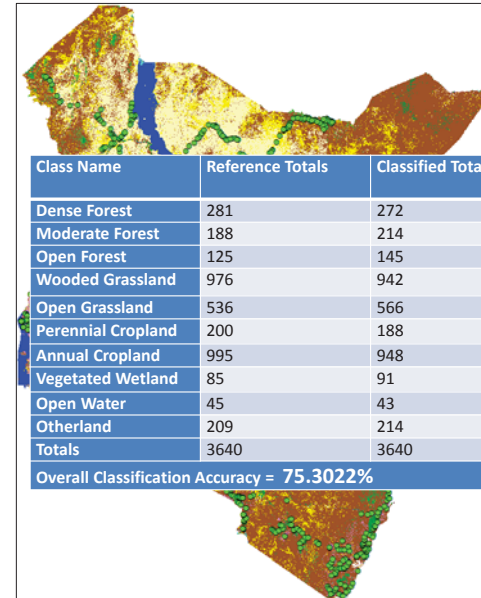 Class Name Reference Totals Classified Tota
Dense Forest 281 272
Moderate Forest 188 214
Open Forest 125 145
Wooded Grassland 976 942
Open Grassland 536 566
Perennial Cropland 200 188
Annual Cropland 995 948
Vegetated Wetland 85 91
Open Water 45 43
Otherland 209 214
Totals 3640 3640
Overall Classification Accuracy = 75.3022%